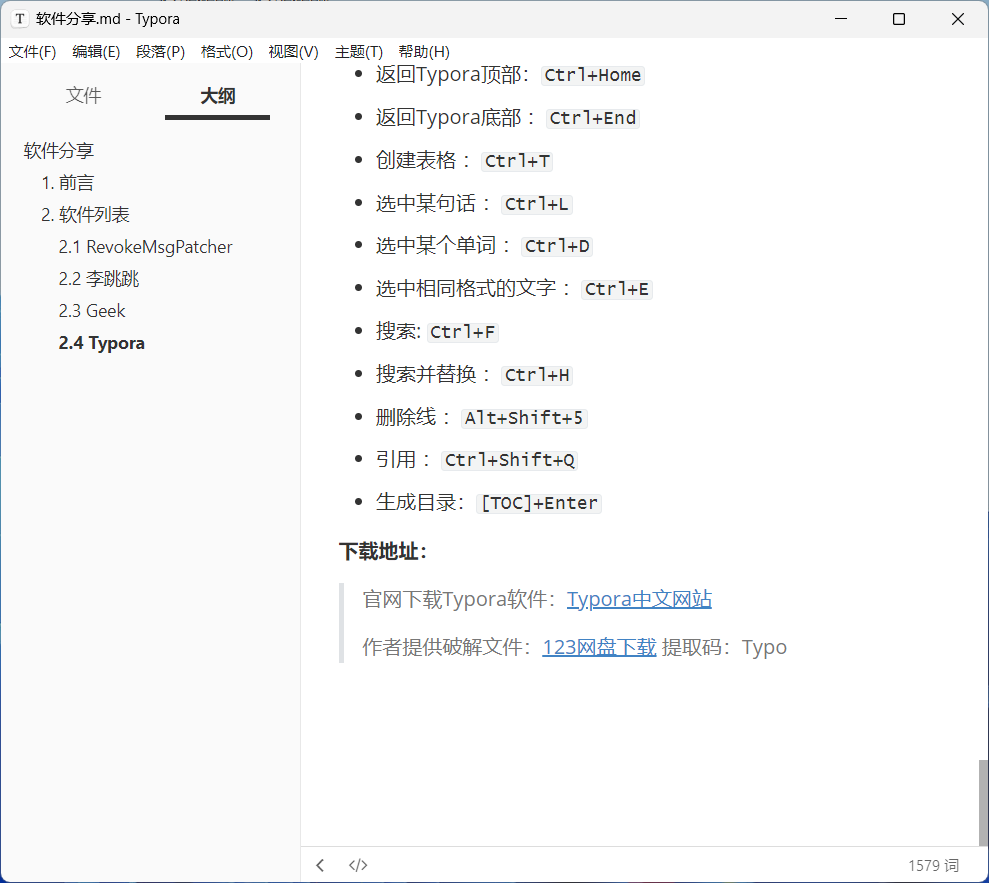 软件分享.md - Typora
文件(F) 编辑(E) 段落(P) 格式(O) 视图(V) 主题(T) 帮助(H)
文件 大纲
软件分享
1. 前言
2. 软件列表
2.1 RevokeMsgPatcher
2.2 李跳跳
2.3 Geek
2.4 Typora
返回Typora顶部：Ctrl+Home
返回Typora底部 ：Ctrl+End
创建表格 ：Ctrl+T
选中某句话 ：Ctrl+L
选中某个单词 ：Ctrl+D
选中相同格式的文字 ：Ctrl+E
搜索: Ctrl+F
搜索并替换 ：Ctrl+H
删除线 ：Alt+Shift+5
引用 ：Ctrl+Shift+Q
生成目录：[TOC]+Enter
下载地址：
官网下载Typora软件：Typora中文网站
作者提供破解文件：123网盘下载 提取码：Typo
1579 词